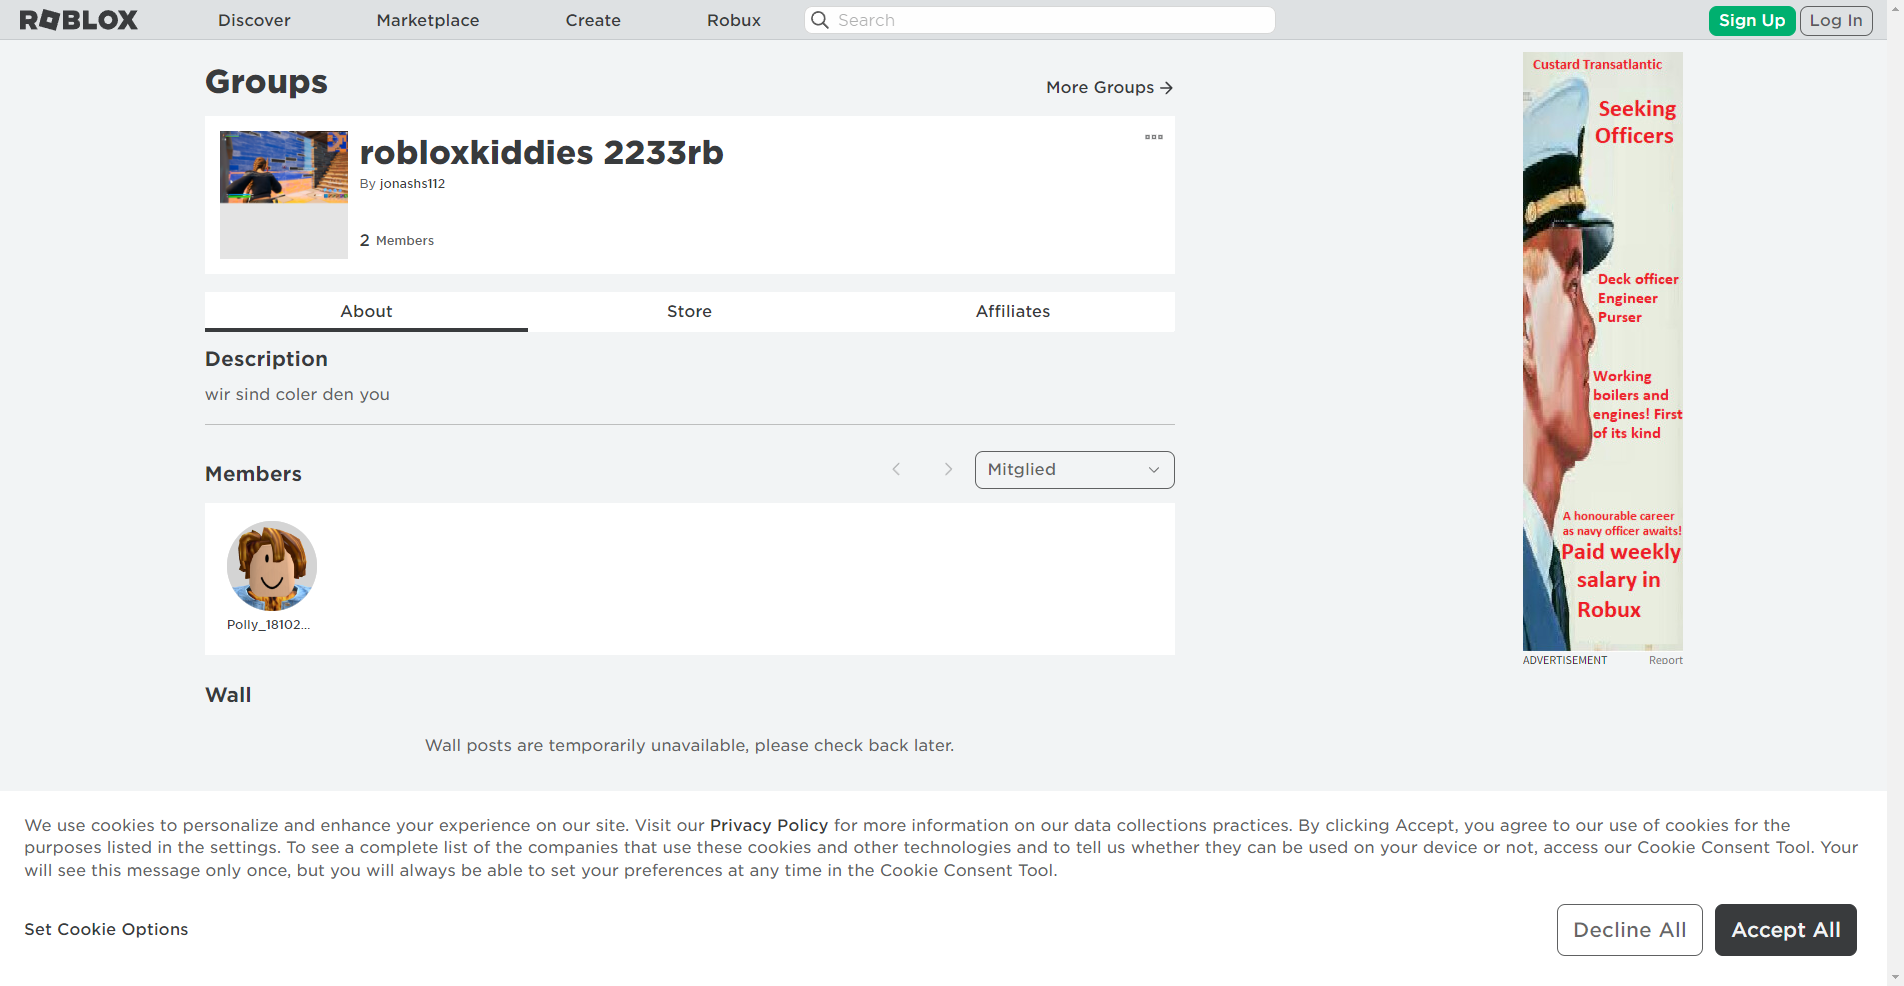 ROBLOX
Discover
Marketplace
Create
Robux
Search
Sign Up
Log In
Groups
More Groups
robloxkiddies 2233rb
By jonashs112
2 Members
About
Store
Affiliates
Description
wir sind coler den you
Members
Mitglied
Polly_18102...
Wall
Wall posts are temporarily unavailable, please check back later.
Custard Transatlantic
Seeking
Officers
Deck officer
Engineer
Purser
Working
boilers and
engines! First
of its kind
A honourable career
as navy officer awaits!
Paid weekly
salary in
Robux
ADVERTISEMENT
Report
We use cookies to personalize and enhance your experience on our site. Visit our Privacy Policy for more information on our data collections practices. By clicking Accept, you agree to our use of cookies for the
purposes listed in the settings. To see a complete list of the companies that use these cookies and other technologies and to tell us whether they can be used on your device or not, access our Cookie Consent Tool. Your
will see this message only once, but you will always be able to set your preferences at any time in the Cookie Consent Tool.
Set Cookie Options
Decline All
Accept All